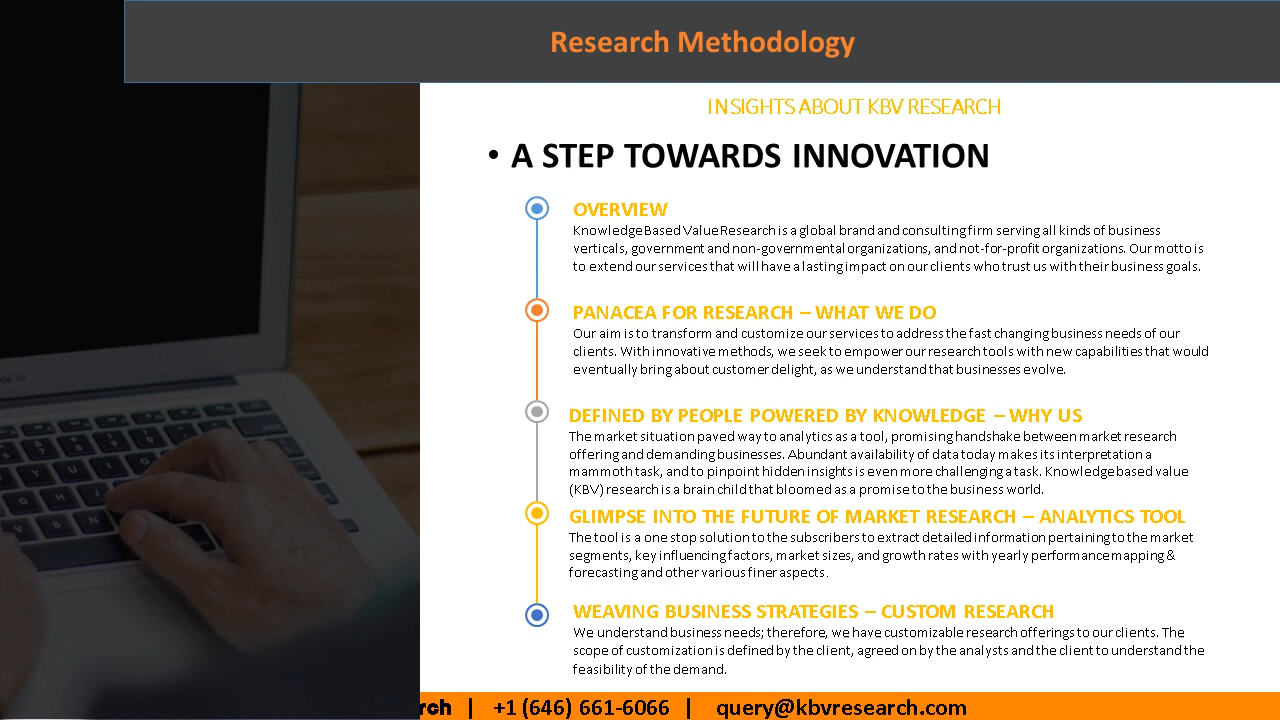 Research Methodology
INSIGHTS ABOUT KBV RESEARCH
• A STEP TOWARDS INNOVATION
OVERVIEW
Knowledge Based Value Research is a global brand and consulting firm serving all kinds of business
verticals, government and non-governmental organizations, and not-for-profit organizations. Our motto is
to extend our services that will have a lasting impact on our clients who trust us with their business goals.
PANACEA FOR RESEARCH – WHAT WE DO
Our aim is to transform and customize our services to address the fast changing business needs of our
clients. With innovative methods, we seek to empower our research tools with new capabilities that would
eventually bring about customer delight, as we understand that businesses evolve.
DEFINED BY PEOPLE POWERED BY KNOWLEDGE – WHY US
The market situation paved way to analytics as a tool, promising handshake between market research
offering and demanding businesses. Abundant availability of data today makes its interpretation a
mammoth task, and to pinpoint hidden insights is even more challenging a task. Knowledge based value
(KBV) research is a brain child that bloomed as a promise to the business world.
GLIMPSE INTO THE FUTURE OF MARKET RESEARCH – ANALYTICS TOOL
The tool is a one stop solution to the subscribers to extract detailed information pertaining to the market
segments, key influencing factors, market sizes, and growth rates with yearly performance mapping &
forecasting and other various finer aspects.
WEAVING BUSINESS STRATEGIES – CUSTOM RESEARCH
We understand business needs; therefore, we have customizable research offerings to our clients. The
scope of customization is defined by the client, agreed on by the analysts and the client to understand the
feasibility of the demand.
rch | +1 (646) 661-6066 | query@kbvresearch.com